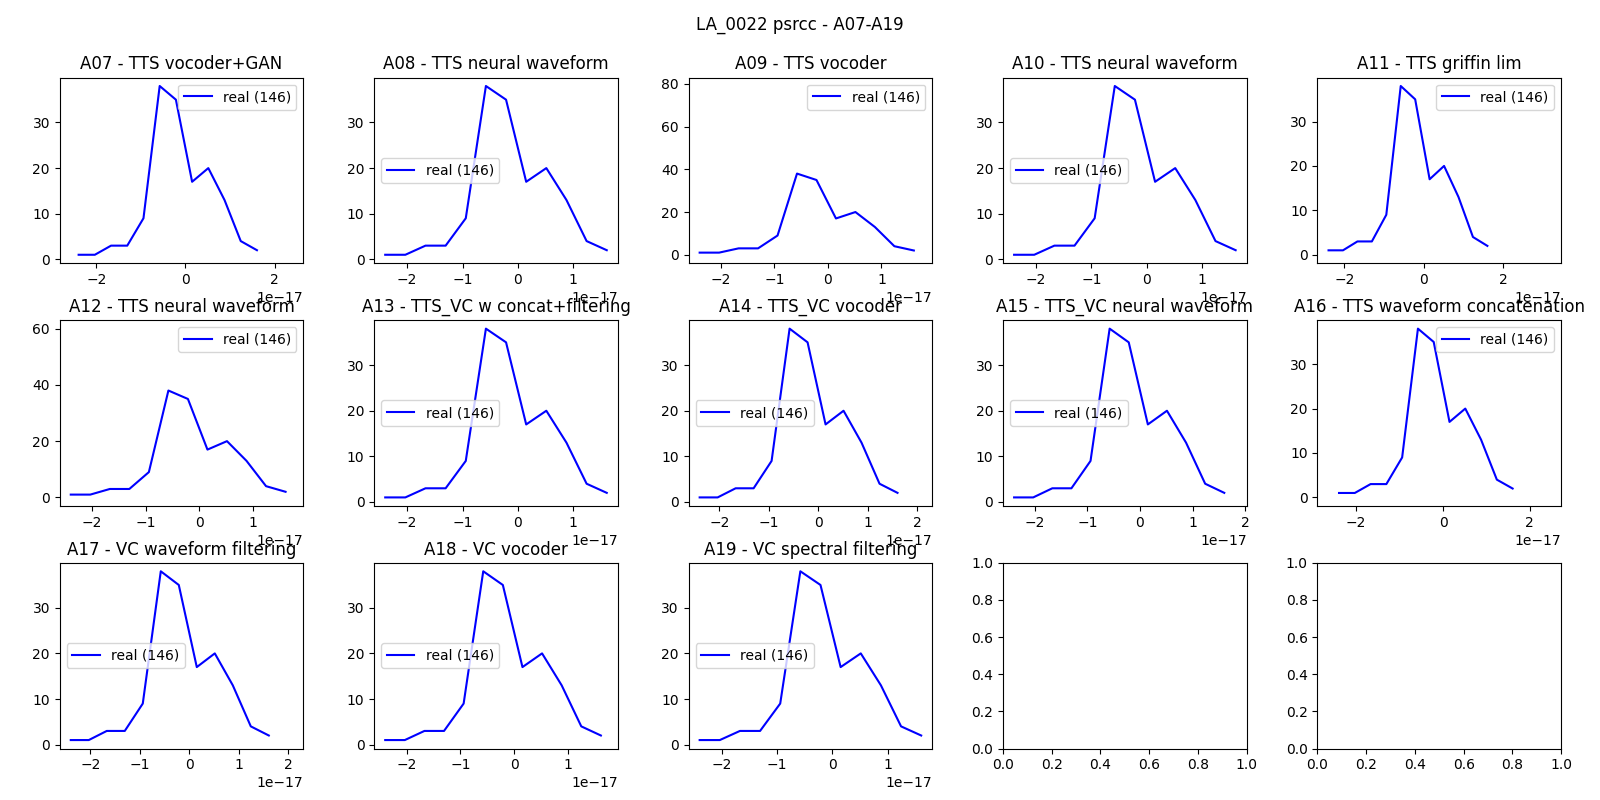 LA_0022 psrcc - A07-A19
A07 - TTS vocoder+GAN
real (146)
30
20
10
0
−2 0 2
1e−17
A08 - TTS neural waveform
real (146)
30
20
10
0
−2 −1 0 1
1e−17
A09 - TTS vocoder
real (146)
80
60
40
20
0
−2 −1 0 1
1e−17
A10 - TTS neural waveform
real (146)
30
20
10
0
−2 −1 0 1
1e−17
A11 - TTS griffin lim
real (146)
30
20
10
0
−2 0 2
1e−17
A12 - TTS neural waveform
real (146)
60
40
20
0
−2 −1 0 1
1e−17
A13 - TTS_VC w concat+filtering
real (146)
30
20
10
0
−2 −1 0 1
1e−17
A14 - TTS_VC vocoder
real (146)
30
20
10
0
−2 −1 0 1 2
1e−17
A15 - TTS_VC neural waveform
real (146)
30
20
10
0
−2 −1 0 1 2
1e−17
A16 - TTS waveform concatenation
real (146)
30
20
10
0
−2 0 2
1e−17
A17 - VC waveform filtering
real (146)
30
20
10
0
−2 −1 0 1 2
1e−17
A18 - VC vocoder
real (146)
30
20
10
0
−2 −1 0 1
1e−17
A19 - VC spectral filtering
real (146)
30
20
10
0
−2 −1 0 1
1e−17
1.0
0.8
0.6
0.4
0.2
0.0
0.0 0.2 0.4 0.6 0.8 1.0
1.0
0.8
0.6
0.4
0.2
0.0
0.0 0.2 0.4 0.6 0.8 1.0